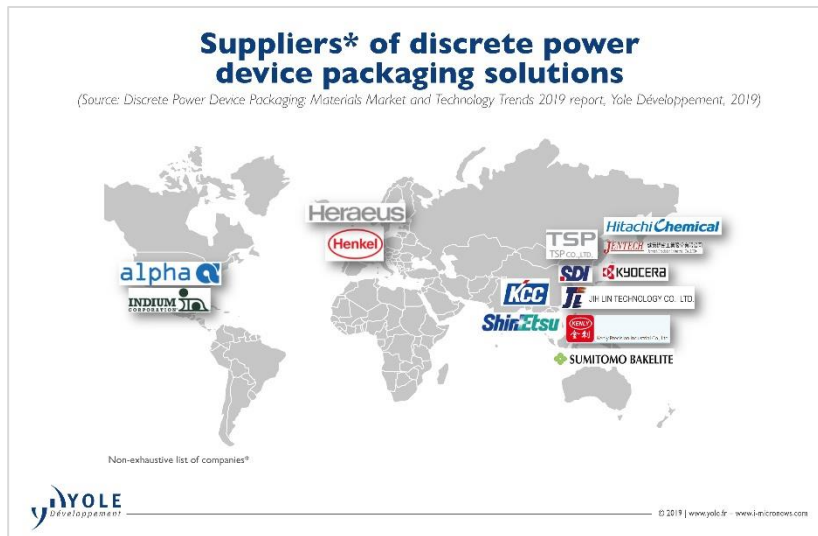 Suppliers* of discrete power
device packaging solutions
(Source: Discrete Power Device Packaging: Materials Market and Technology Trends 2019 report, Yole Développement, 2019)
Heraeus
Henkel
alpha a
INDIUM
CORPORATION
TSP
TSP CO.,LTD.
Hitachi Chemical
JENTECH
SDI
KYOCERA
KCC
JL JIH LIN TECHNOLOGY CO., LTD.
ShinEtsu
KENLY
SUMITOMO BAKELITE
Non-exhaustive list of companies*
YOLE
Développement
© 2019 | www.yole.fr – www.i-micronews.com